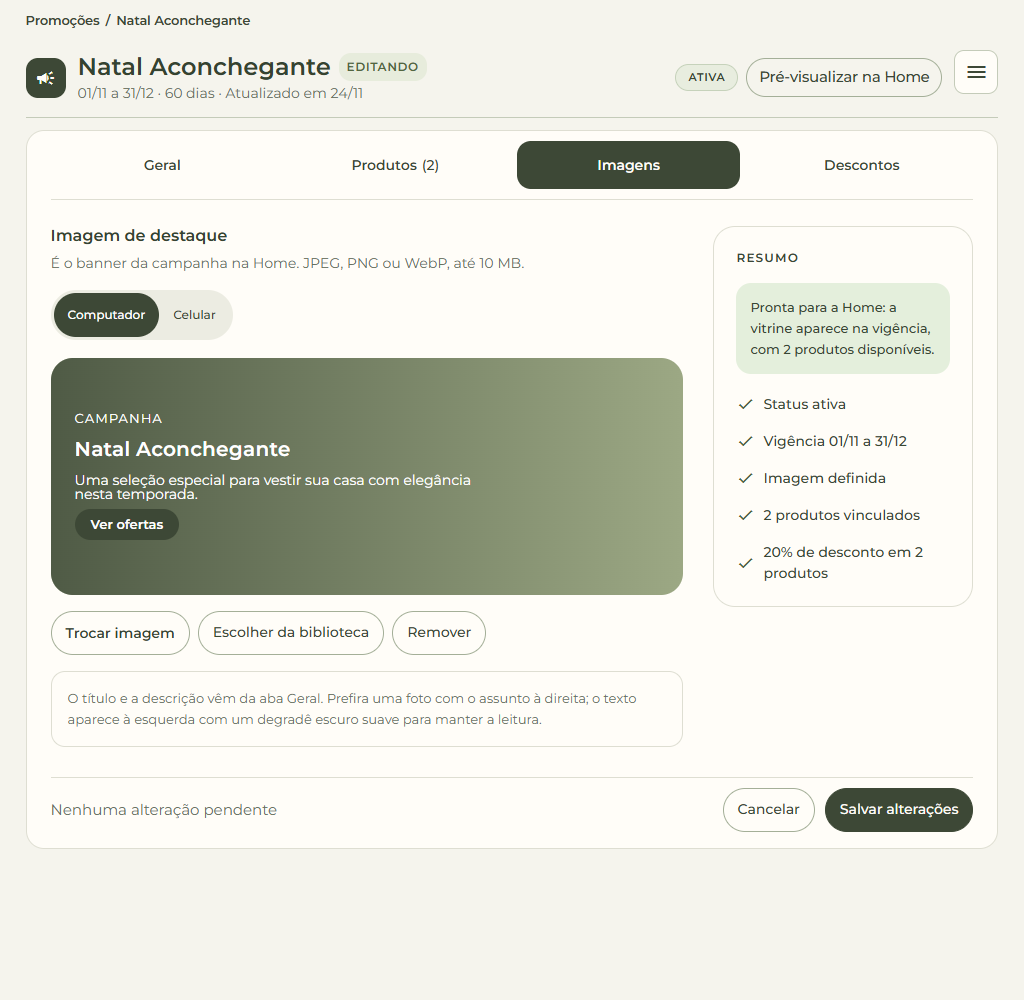 Promoções / Natal Aconchegante
Natal Aconchegante EDITANDO
01/11 a 31/12 · 60 dias · Atualizado em 24/11
ATIVA
Pré-visualizar na Home
Geral
Produtos (2)
Imagens
Descontos
Imagem de destaque
É o banner da campanha na Home. JPEG, PNG ou WebP, até 10 MB.
Computador
Celular
CAMPANHA
Natal Aconchegante
Uma seleção especial para vestir sua casa com elegância
nesta temporada.
Ver ofertas
Trocar imagem
Escolher da biblioteca
Remover
O título e a descrição vêm da aba Geral. Prefira uma foto com o assunto à direita; o texto
aparece à esquerda com um degradê escuro suave para manter a leitura.
RESUMO
Pronta para a Home: a
vitrine aparece na vigência,
com 2 produtos disponíveis.
Status ativa
Vigência 01/11 a 31/12
Imagem definida
2 produtos vinculados
20% de desconto em 2
produtos
Nenhuma alteração pendente
Cancelar
Salvar alterações